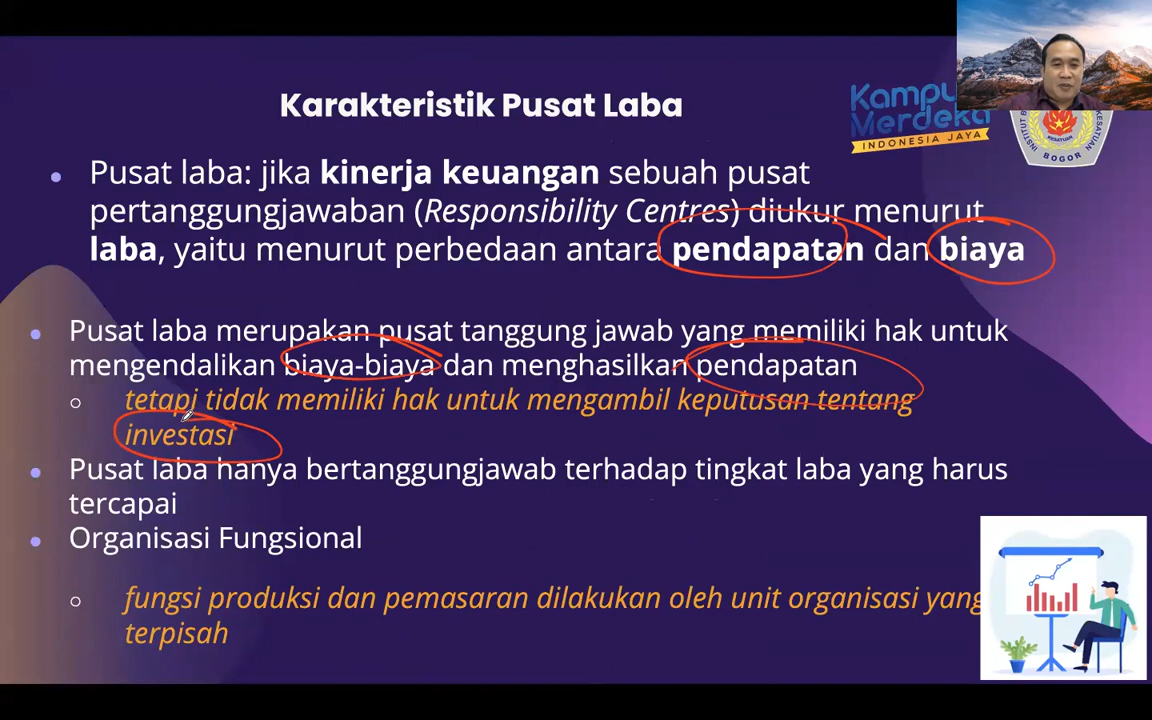 Karakteristik Pusat Laba
Merdeka
INDONESIA JAYA
BOGOR
Pusat laba: jika kinerja keuangan sebuah pusat
pertanggungjawaban (Responsibility Centres) diukur menurut
laba, yaitu menurut perbedaan antara pendapatan dan biaya
Pusat laba merupakan pusat tanggung jawab yang memiliki hak untuk
mengendalikan biaya-biaya dan menghasilkan pendapatan
tetapi tidak memiliki hak untuk mengambil keputusan tentang
investasi
Pusat laba hanya bertanggungjawab terhadap tingkat laba yang harus
tercapai
Organisasi Fungsional
fungsi produksi dan pemasaran dilakukan oleh unit organisasi yang
terpisah